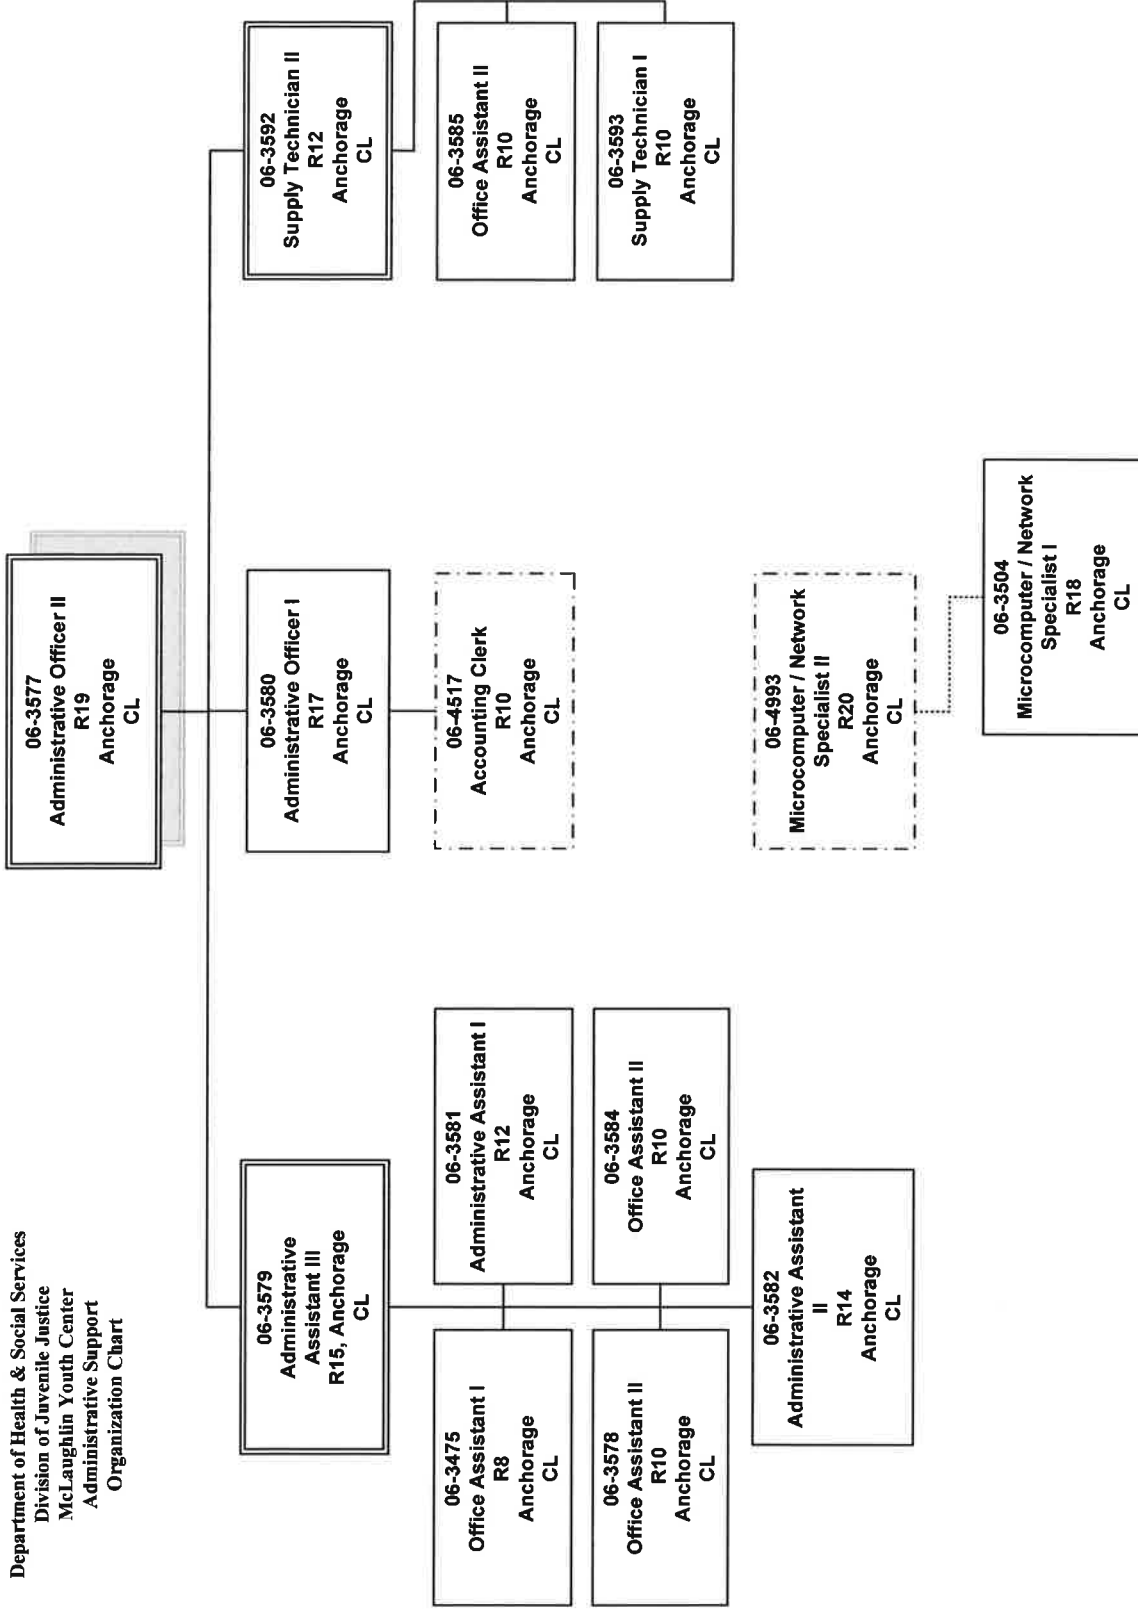 Department of Health & Social Services
Division of Juvenile Justice
McLaughlin Youth Center
Administrative Support
Organization Chart
06-3577
Administrative Officer II
R19
Anchorage
CL
06-3579
Administrative
Assistant III
R15, Anchorage
CL
06-3580
Administrative Officer I
R17
Anchorage
CL
06-3592
Supply Technician II
R12
Anchorage
CL
06-3475
Office Assistant I
R8
Anchorage
CL
06-3581
Administrative Assistant I
R12
Anchorage
CL
06-4517
Accounting Clerk
R10
Anchorage
CL
06-3585
Office Assistant II
R10
Anchorage
CL
06-3578
Office Assistant II
R10
Anchorage
CL
06-3584
Office Assistant II
R10
Anchorage
CL
06-3593
Supply Technician I
R10
Anchorage
CL
06-3582
Administrative Assistant
II
R14
Anchorage
CL
06-4993
Microcomputer / Network
Specialist II
R20
Anchorage
CL
06-3504
Microcomputer / Network
Specialist I
R18
Anchorage
CL